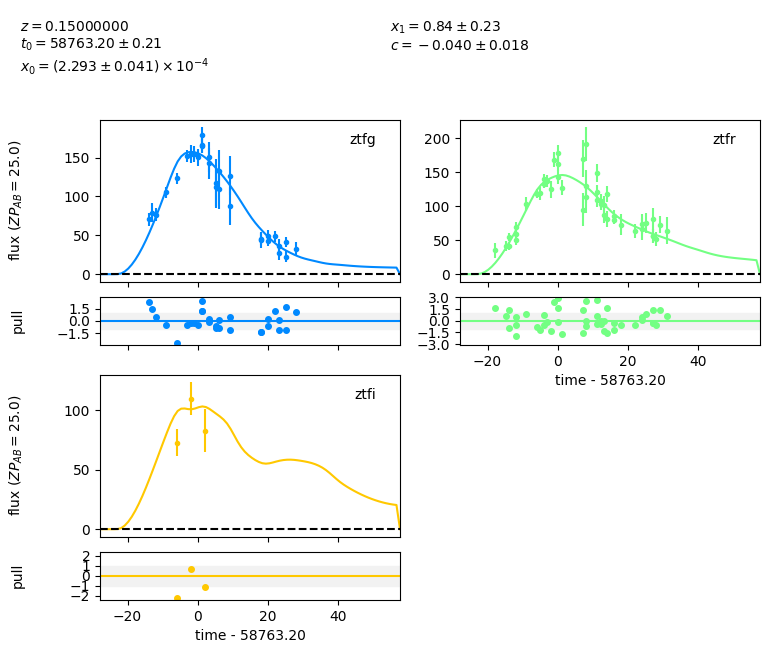 z = 0.15000000
t₀ = 58763.20 ± 0.21
x₀ = (2.293 ± 0.041) × 10⁻⁴
x₁ = 0.84 ± 0.23
c = −0.040 ± 0.018
flux (ZP_AB = 25.0)
150
100
50
0
ztfg
200
150
100
50
0
ztfr
pull
1.5
0.0
−1.5
3.0
1.5
0.0
−1.5
−3.0
−20
0
20
40
time - 58763.20
flux (ZP_AB = 25.0)
100
50
0
ztfi
pull
2
1
0
−1
−2
−20
0
20
40
time - 58763.20